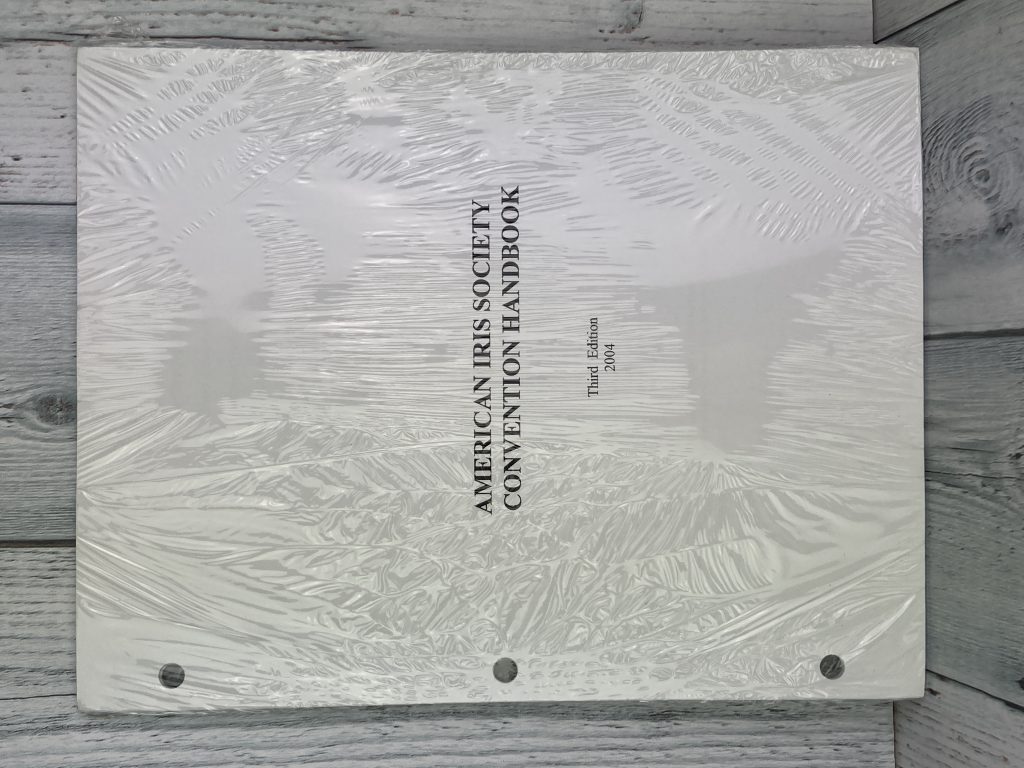 AMERICAN IRIS SOCIETY
CONVENTION HANDBOOK
Third Edition
2004